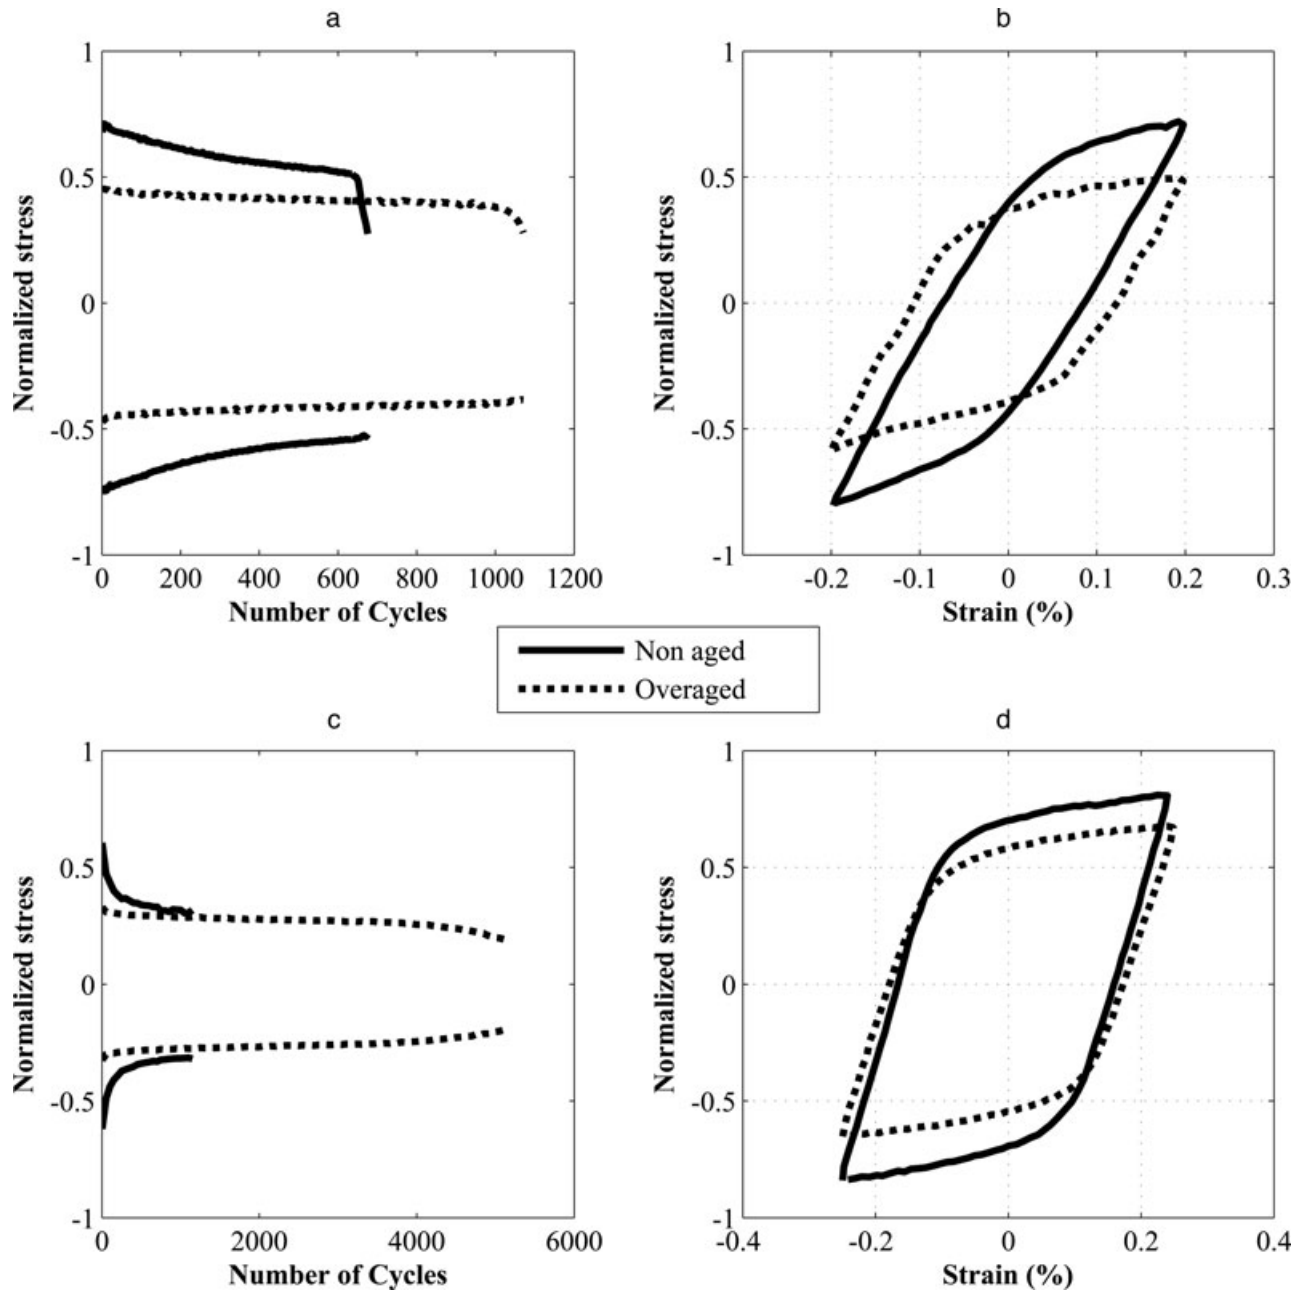 a
b
1
0.5
0
-0.5
-1
Normalized stress
0 200 400 600 800 1000 1200
Number of Cycles
1
0.5
0
-0.5
-1
Normalized stress
-0.2 -0.1 0 0.1 0.2 0.3
Strain (%)
Non aged
Overaged
c
d
1
0.5
0
-0.5
-1
Normalized stress
0 2000 4000 6000
Number of Cycles
1
0.5
0
-0.5
-1
Normalized stress
-0.4 -0.2 0 0.2 0.4
Strain (%)